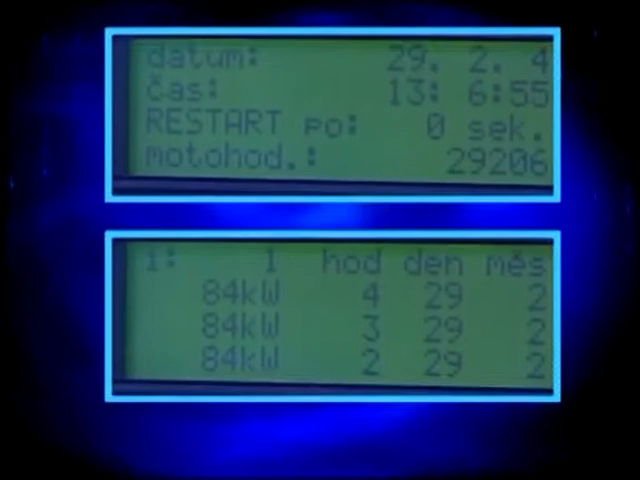 datum: 29. 2. 4
čas: 13: 6:55
RESTART po: 0 sek.
motohod.: 29206
1: 1 hod den měs
84kW 4 29 2
84kW 3 29 2
84kW 2 29 2